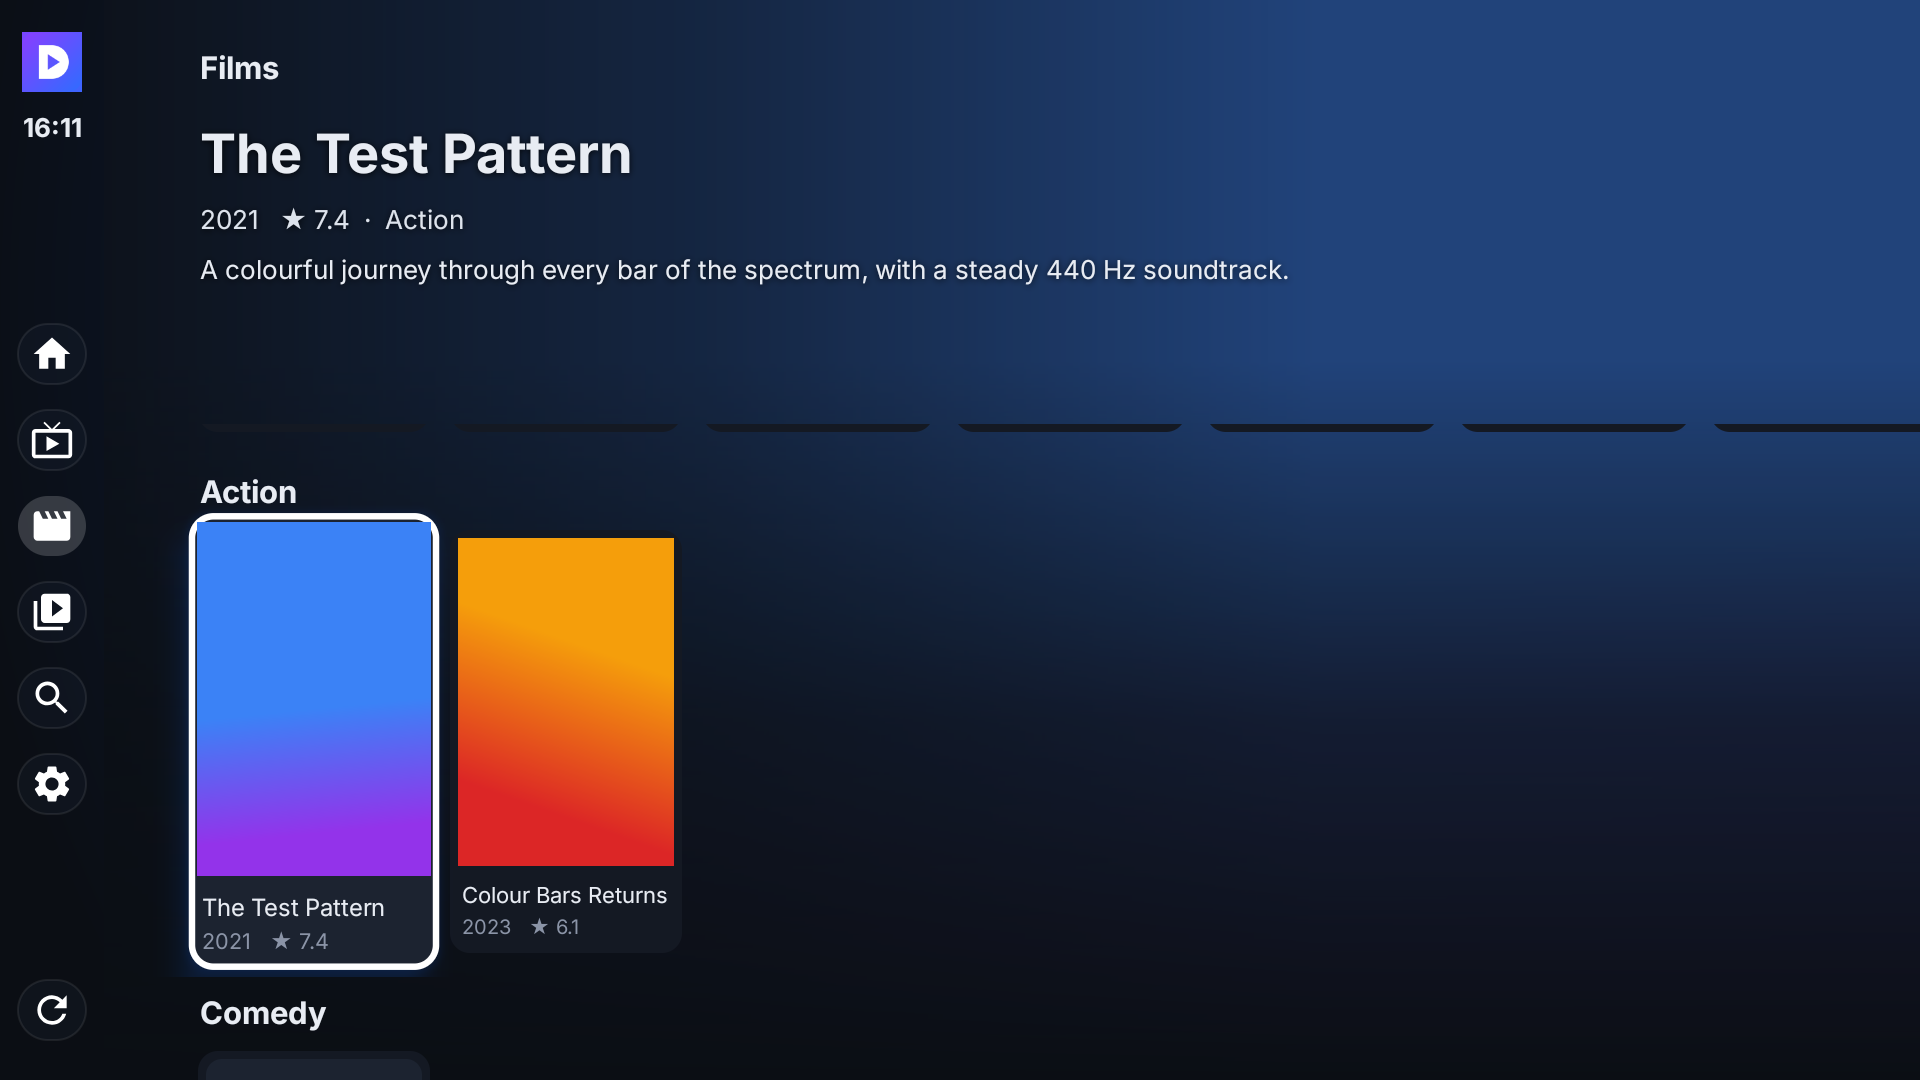 16:11
Films
The Test Pattern
2021 ★ 7.4 · Action
A colourful journey through every bar of the spectrum, with a steady 440 Hz soundtrack.
Action
The Test Pattern
2021 ★ 7.4
Colour Bars Returns
2023 ★ 6.1
Comedy